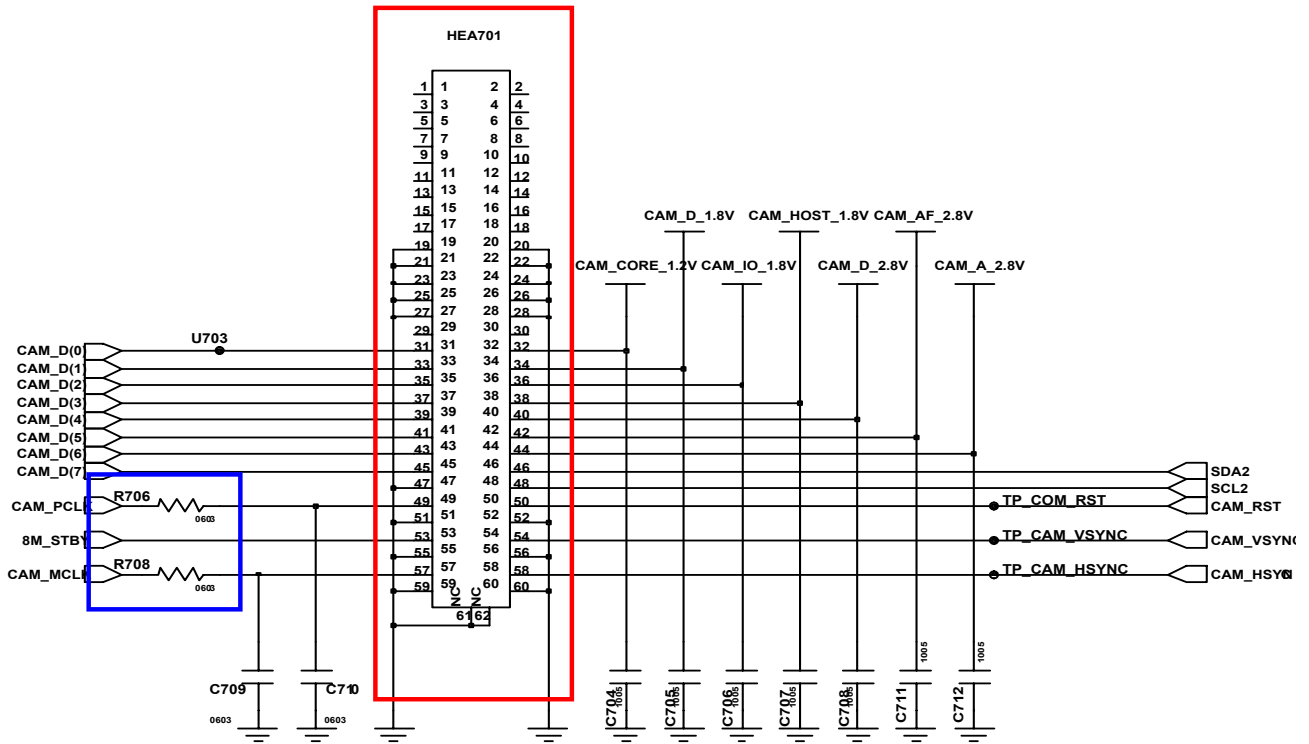 HEA701
1 1 2 2
3 3 4 4
5 5 6 6
7 7 8 8
9 9 10 10
11 11 12 12
13 13 14 14
15 15 16 16
17 17 18 18
19 19 20 20
21 21 22 22
23 23 24 24
25 25 26 26
27 27 28 28
29 29 30 30
31 31 32 32
33 33 34 34
35 35 36 36
37 37 38 38
39 39 40 40
41 41 42 42
43 43 44 44
45 45 46 46
47 47 48 48
49 49 50 50
51 51 52 52
53 53 54 54
55 55 56 56
57 57 58 58
59 59 60 60
NC NC
61 62
CAM_D_1.8V CAM_HOST_1.8V CAM_AF_2.8V
CAM_CORE_1.2V CAM_IO_1.8V CAM_D_2.8V CAM_A_2.8V
U703
CAM_D(0)
CAM_D(1)
CAM_D(2)
CAM_D(3)
CAM_D(4)
CAM_D(5)
CAM_D(6)
CAM_D(7)
SDA2
SCL2
CAM_PCLK R706 0603 TP_COM_RST CAM_RST
8M_STBY TP_CAM_VSYNC CAM_VSYNC
CAM_MCLK R708 0603 TP_CAM_HSYNC CAM_HSYN
C709 C710 C704 C705 C706 C707 C708 C711 C712
0603 0603 1005 1005 1005 1005 1005 1005 1005